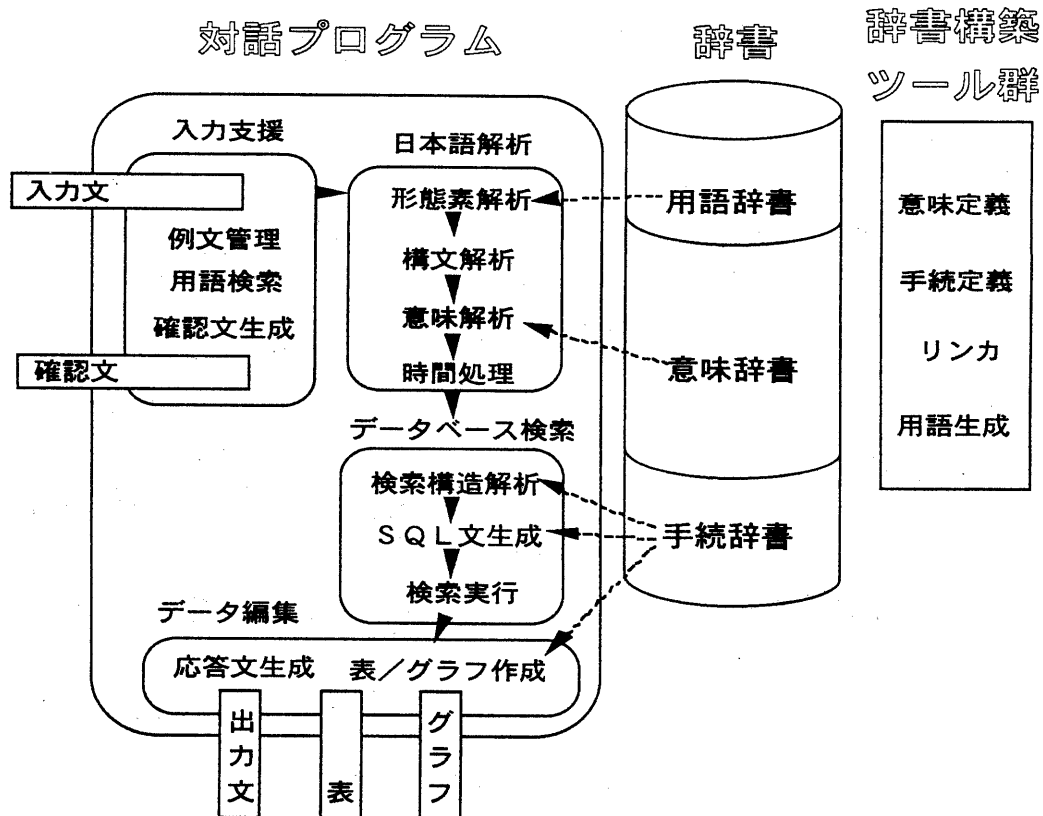 対話プログラム
辞書
辞書構築
ツール群
入力支援
入力文
例文管理
用語検索
確認文生成
確認文
日本語解析
形態素解析
構文解析
意味解析
時間処理
データベース検索
検索構造解析
SQL文生成
検索実行
データ編集
応答文生成
表/グラフ作成
出力文
表
グラフ
用語辞書
意味辞書
手続辞書
意味定義
手続定義
リンカ
用語生成